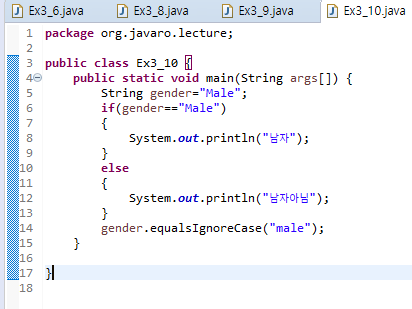 Ex3_6.java Ex3_8.java Ex3_9.java Ex3_10.java
1 package org.javaro.lecture;
2
3 public class Ex3_10 {
4 public static void main(String args[]) {
5 String gender="Male";
6 if(gender=="Male")
7 {
8 System.out.println("남자");
9 }
10 else
11 {
12 System.out.println("남자아님");
13 }
14 gender.equalsIgnoreCase("male");
15 }
16
17 }
18